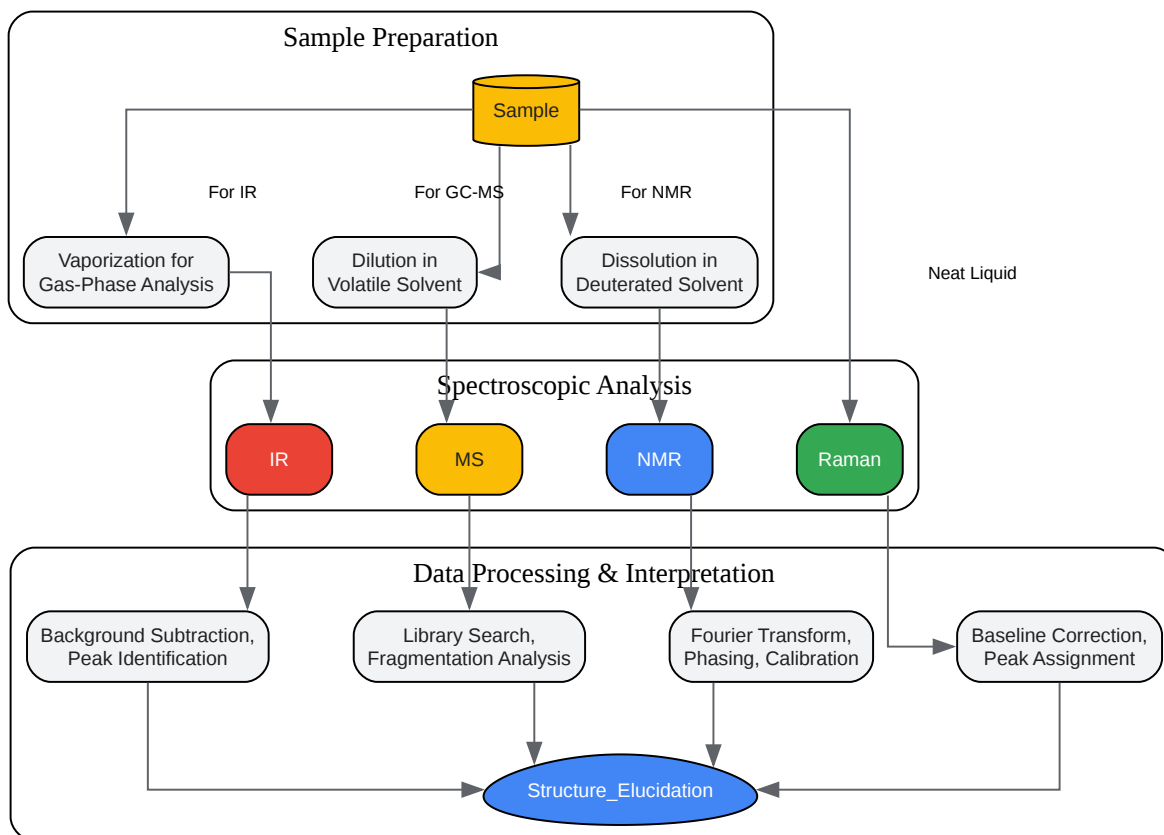 Sample Preparation
Sample
For IR
For GC-MS
For NMR
Vaporization for
Gas-Phase Analysis
Dilution in
Volatile Solvent
Dissolution in
Deuterated Solvent
Neat Liquid
Spectroscopic Analysis
IR
MS
NMR
Raman
Data Processing & Interpretation
Background Subtraction,
Peak Identification
Library Search,
Fragmentation Analysis
Fourier Transform,
Phasing, Calibration
Baseline Correction,
Peak Assignment
Structure_Elucidation